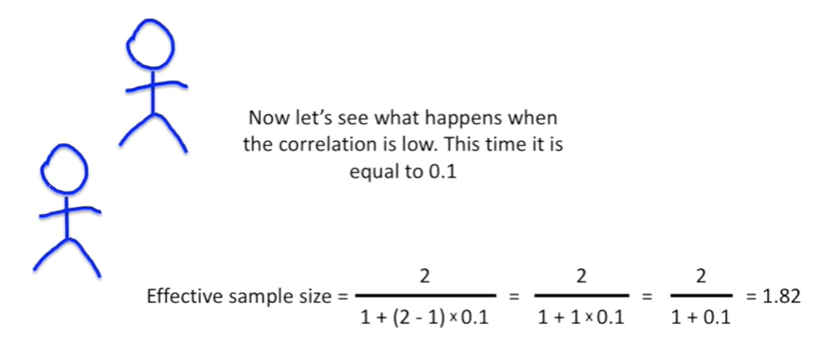 Now let's see what happens when
the correlation is low. This time it is
equal to 0.1
Effective sample size = 2 / 1 + (2 - 1) × 0.1 = 2 / 1 + 1 × 0.1 = 2 / 1 + 0.1 = 1.82